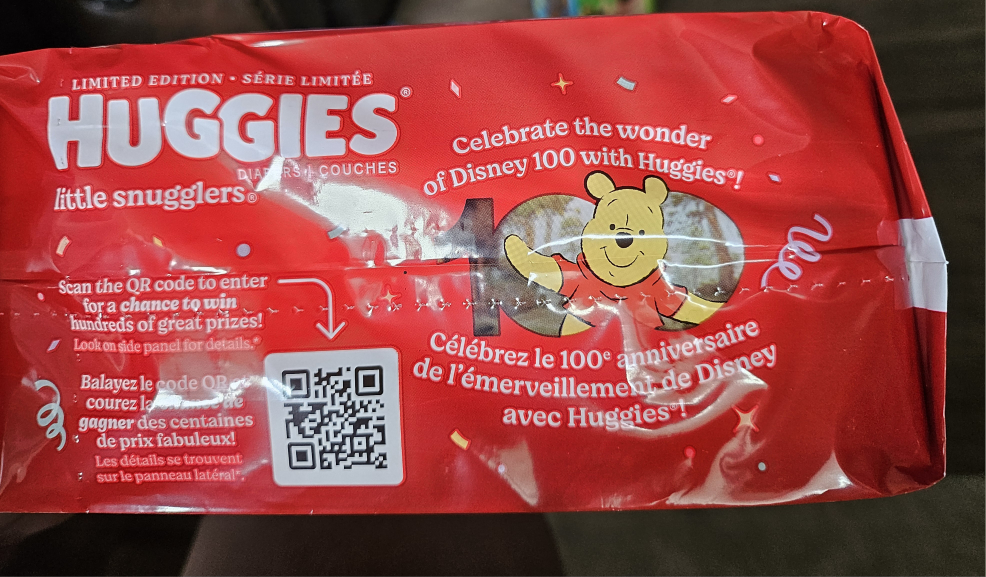 LIMITED EDITION • SÉRIE LIMITÉE
HUGGIES®
DIAPERS | COUCHES
little snugglers®
Scan the QR code to enter
for a chance to win
hundreds of great prizes!
Look on side panel for details.*
Balayez le code QR
courez la de
gagner des centaines
de prix fabuleux!
Les détails se trouvent
sur le panneau latéral*.
Celebrate the wonder
of Disney 100 with Huggies®!
100
Célébrez le 100e anniversaire
de l'émerveillement de Disney
avec Huggies®!